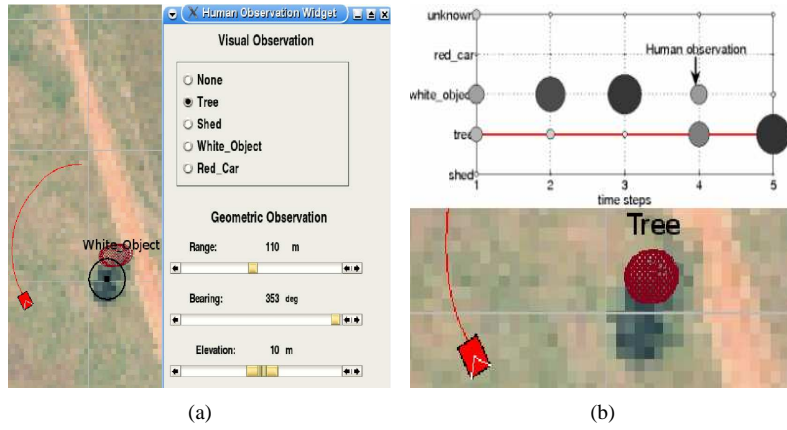 Human Observation Widget
Visual Observation
None
Tree
Shed
White_Object
Red_Car
Geometric Observation
Range: 110 m
Bearing: 353 deg
Elevation: 10 m
White_Object
(a)
unknown
red_car
white_objec
tree
shed
Human observation
1 2 3 4 5
time steps
Tree
(b)